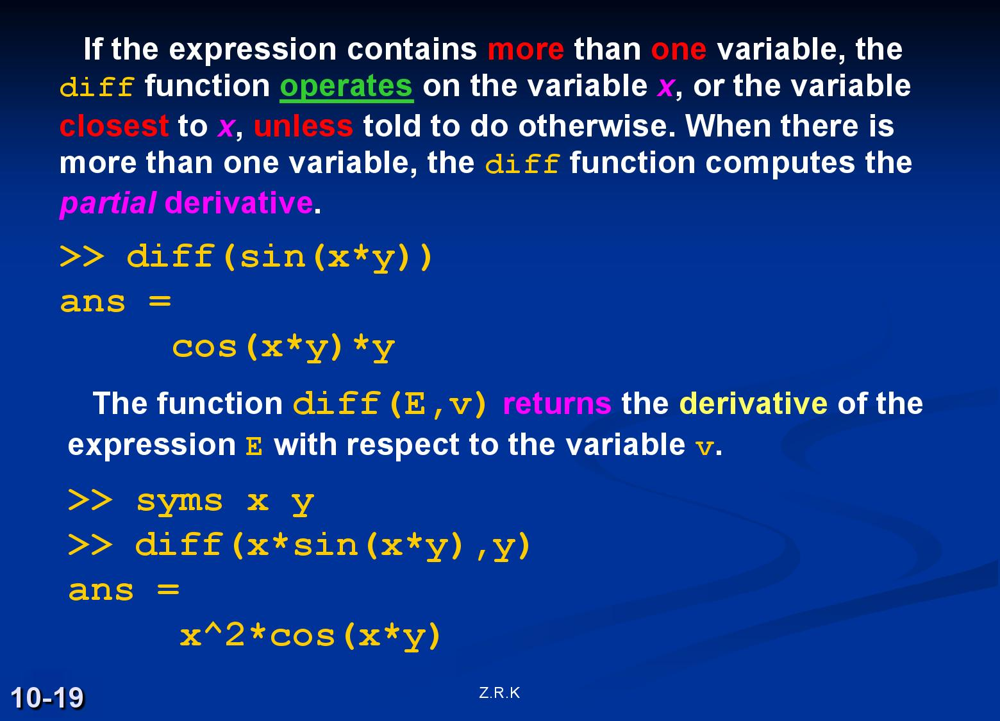 If the expression contains more than one variable, the
diff function operates on the variable x, or the variable
closest to x, unless told to do otherwise. When there is
more than one variable, the diff function computes the
partial derivative.
>> diff(sin(x*y))
ans =
cos(x*y)*y
The function diff(E,v) returns the derivative of the
expression E with respect to the variable v.
>> syms x y
>> diff(x*sin(x*y),y)
ans =
x^2*cos(x*y)
10-19
Z.R.K